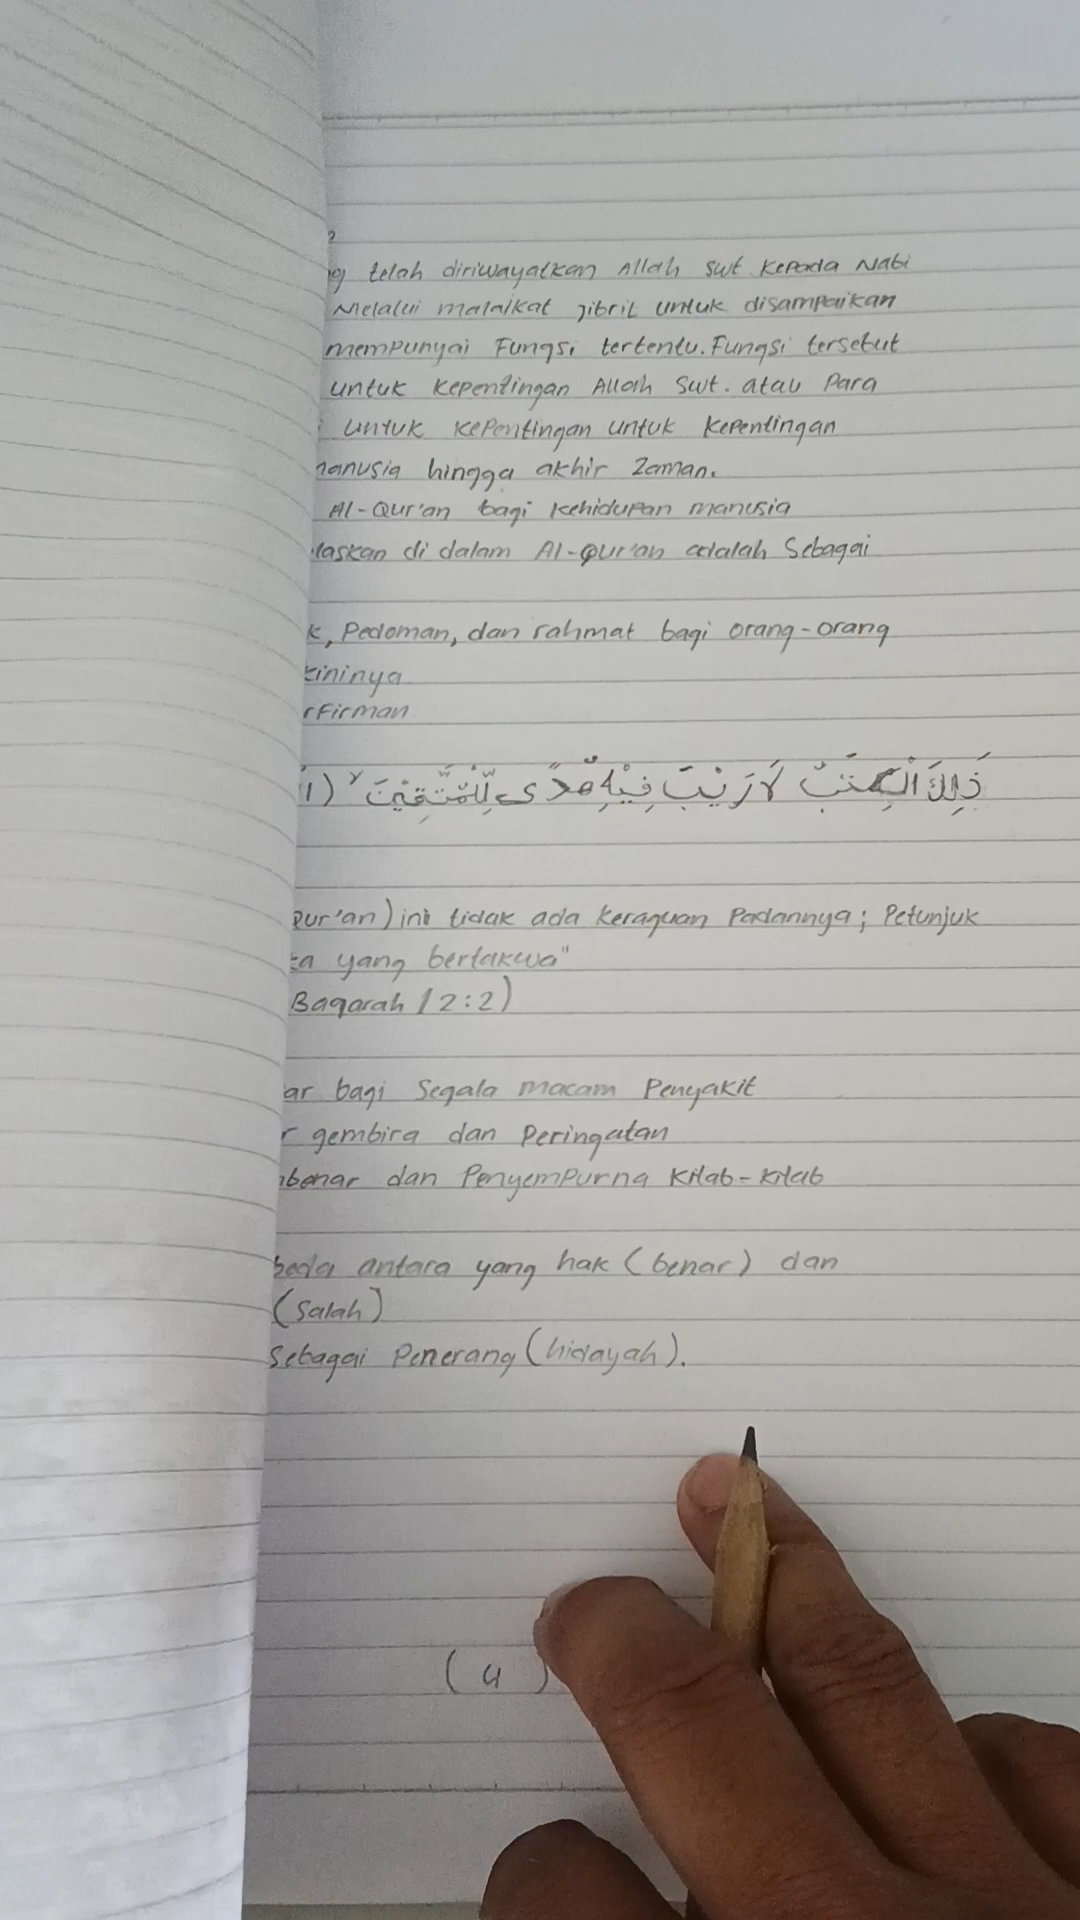 telah diriwayatkan Allah swt kepada Nabi
Melalui malaikat jibril untuk disampaikan
mempunyai Fungsi tertentu. Fungsi tersebut
untuk kepentingan Allah swt. atau Para
untuk kepentingan untuk kepentingan
manusia hingga akhir zaman.
Al-Qur'an bagi kehidupan manusia
laskan di dalam Al-Qur'an adalah Sebagai
k, Pedoman, dan rahmat bagi orang-orang
kininya
rFirman
ذَلِكَ الْكِتَبُ لَا رَيْبَ فِيْهِ هُدًى لِّلْمُتَّقِيْنَ
Qur'an) ini tidak ada keraguan Padannya; Petunjuk
ka yang bertakwa"
Baqarah / 2:2)
ar bagi Segala macam Penyakit
r gembira dan Peringatan
benar dan Penyempurna Kitab-kitab
beda antara yang hak (benar) dan
(Salah)
Sebagai Penerang (hidayah).
(4)